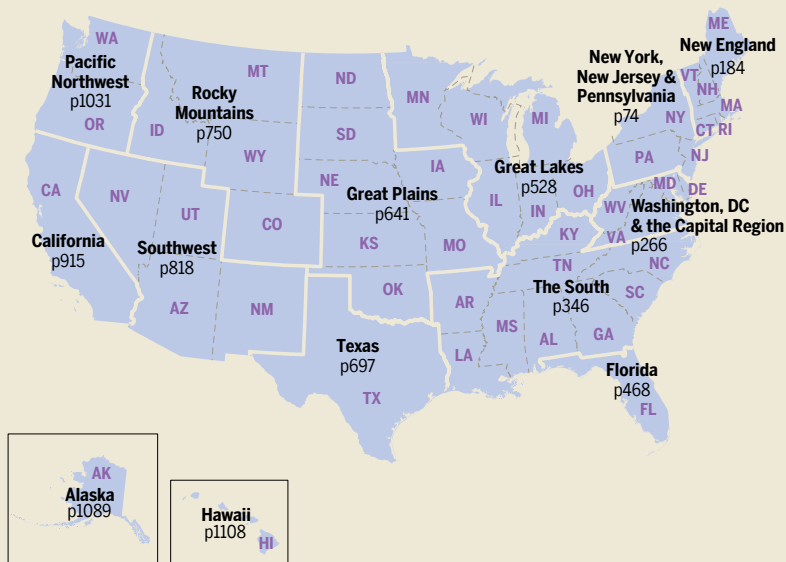 WA
Pacific
Northwest
p1031
OR
ID
MT
Rocky
Mountains
p750
WY
ND
SD
NE
MN
WI
MI
IA
Great Plains
p641
KS
MO
OK
Great Lakes
p528
IL
IN
OH
ME
New England
p184
VT
NH
MA
CT RI
New York,
New Jersey &
Pennsylvania
p74
NY
PA
NJ
MD
DE
WV
Washington, DC
& the Capital Region
p266
VA
KY
CA
California
p915
NV
UT
CO
Southwest
p818
AZ
NM
Texas
p697
TX
TN
NC
The South
p346
SC
AR
MS
AL
GA
LA
Florida
p468
FL
AK
Alaska
p1089
Hawaii
p1108
HI